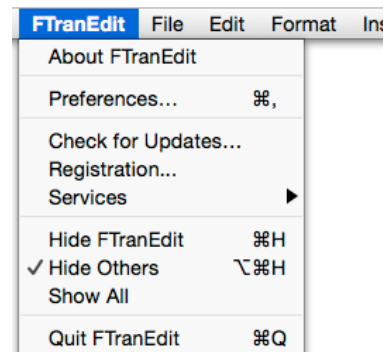 FTranEdit File Edit Format Ins
About FTranEdit
Preferences... ⌘,
Check for Updates...
Registration...
Services
Hide FTranEdit ⌘H
Hide Others ⌥⌘H
Show All
Quit FTranEdit ⌘Q